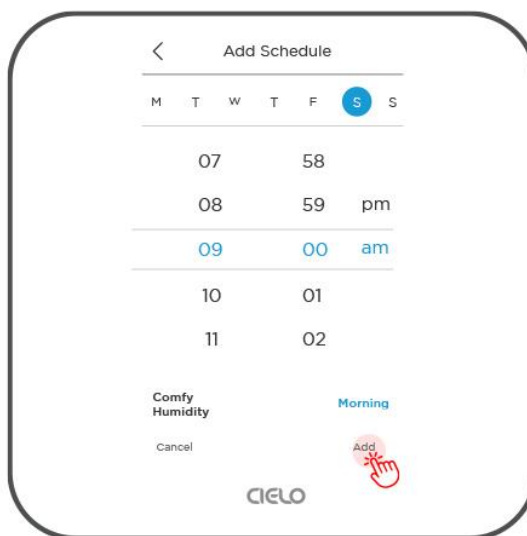 Add Schedule
M T W T F S S
07 58
08 59 pm
09 00 am
10 01
11 02
Comfy
Humidity
Morning
Cancel Add
CIELO